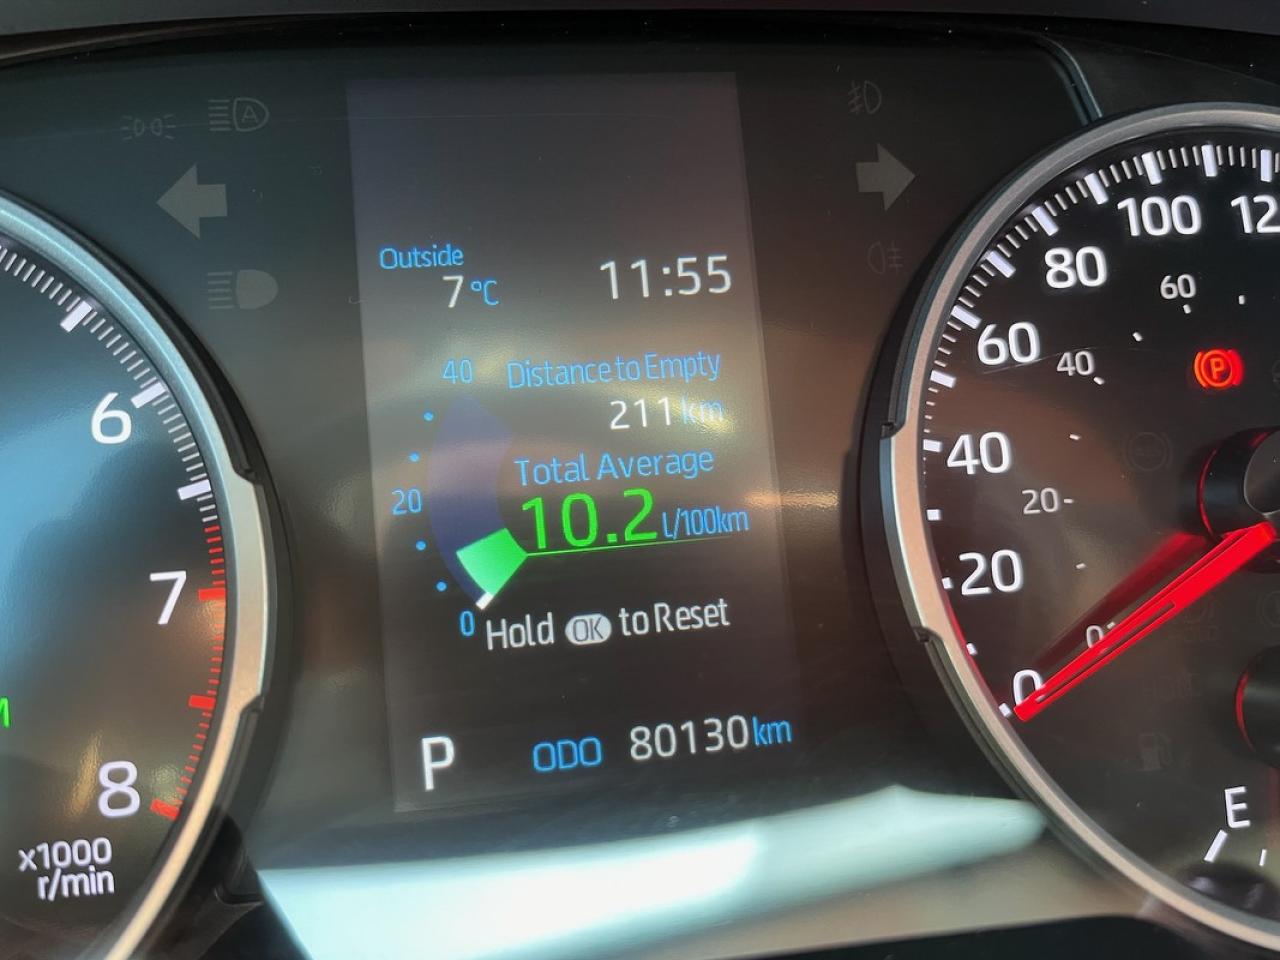 Outside
7°C 11:55
40 Distance to Empty
211 km
Total Average
20 10.2 L/100km
0 Hold OK to Reset
P ODO 80130 km
6
7
8
x1000
r/min
100
80
60
40
20
0
60
40
20
0
P
E